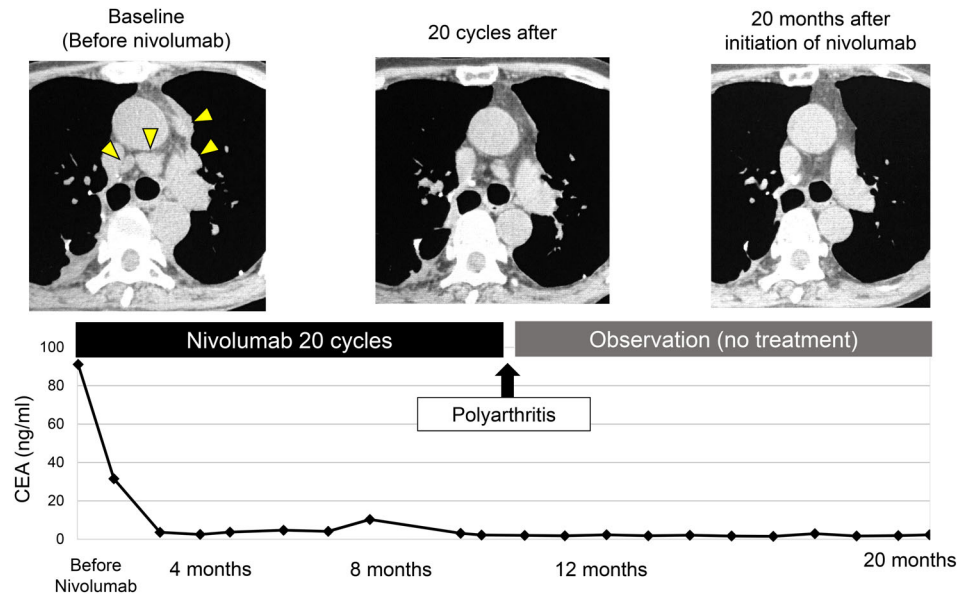 Baseline
(Before nivolumab)
20 cycles after
20 months after
initiation of nivolumab
Nivolumab 20 cycles
Observation (no treatment)
Polyarthritis
CEA (ng/ml)
100
80
60
40
20
0
Before
Nivolumab
4 months
8 months
12 months
20 months